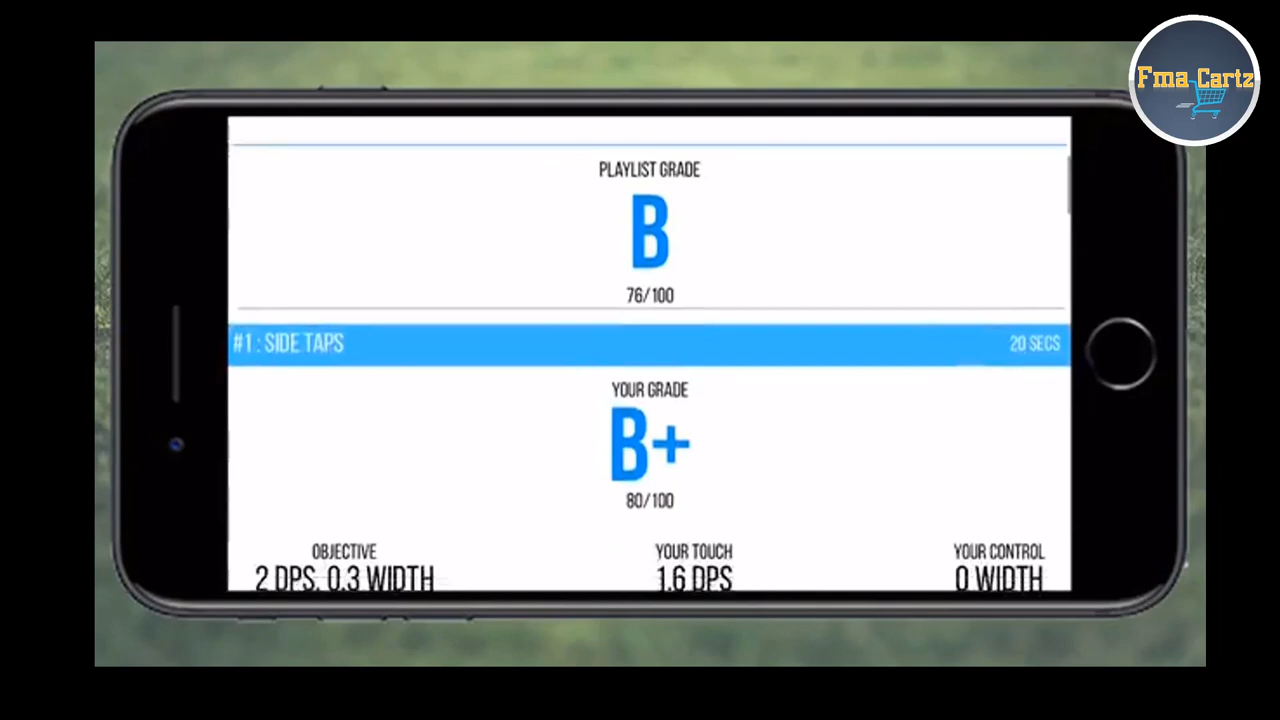 Fma Cartz
PLAYLIST GRADE
B
76/100
#1 : SIDE TAPS
20 SECS
YOUR GRADE
B+
80/100
OBJECTIVE
YOUR TOUCH
YOUR CONTROL
2 DPS, 0.3 WIDTH
1.6 DPS
0 WIDTH